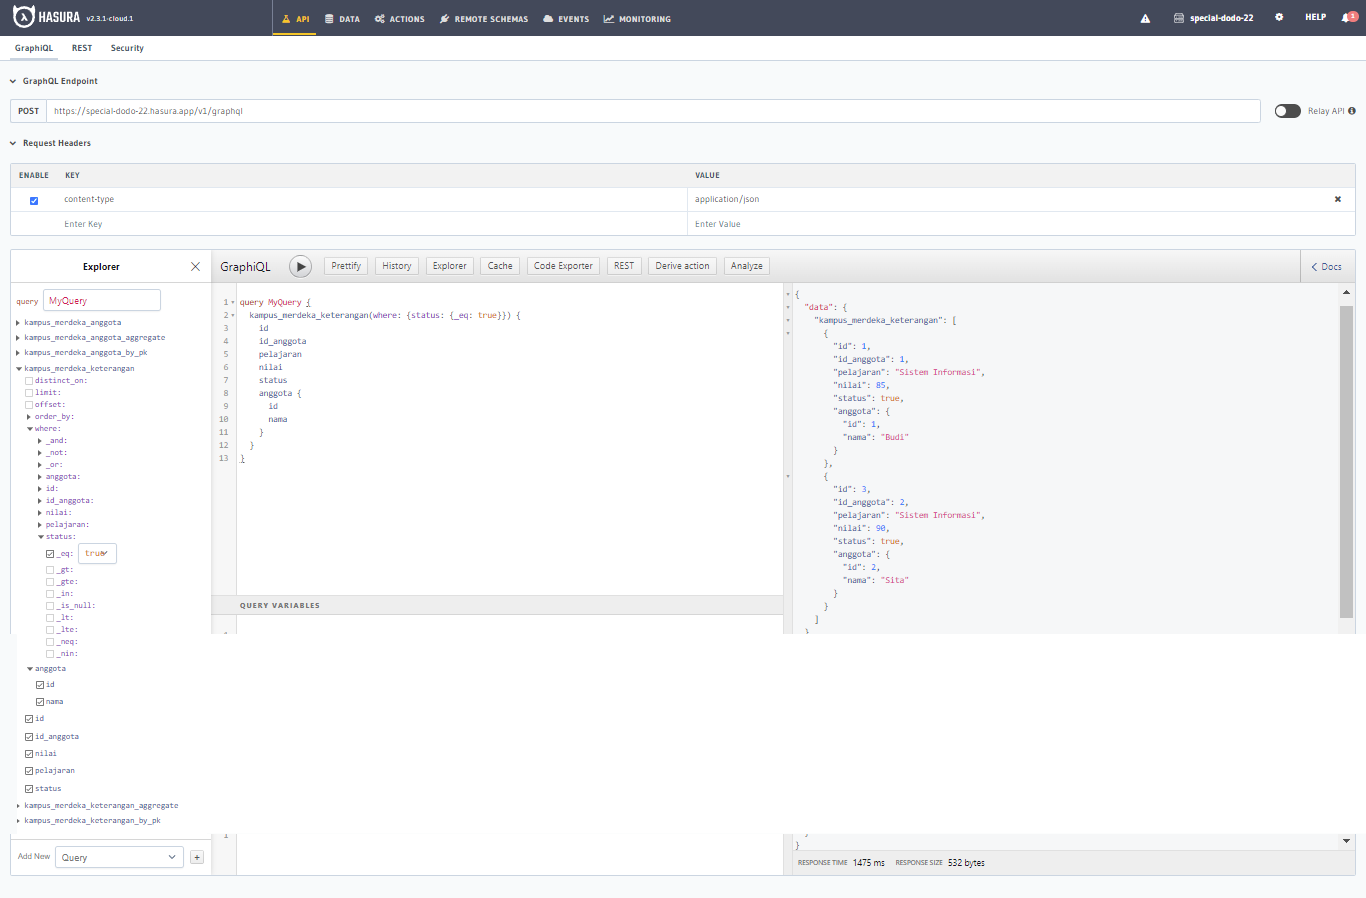 HASURA v2.3.1-cloud.1 API DATA ACTIONS REMOTE SCHEMAS EVENTS MONITORING special-dodo-22 HELP 1
GraphiQL REST Security
GraphQL Endpoint
POST https://special-dodo-22.hasura.app/v1/graphql Relay API
Request Headers
ENABLE KEY VALUE
content-type application/json
Enter Key Enter Value
Explorer
query MyQuery
kampus_merdeka_anggota
kampus_merdeka_anggota_aggregate
kampus_merdeka_anggota_by_pk
kampus_merdeka_keterangan
distinct_on:
limit:
offset:
order_by:
where:
_and:
_not:
_or:
anggota:
id:
id_anggota:
nilai:
pelajaran:
status:
_eq: true
_gt:
_gte:
_in:
_is_null:
_lt:
_lte:
_neq:
_nin:
anggota
id
nama
id
id_anggota
nilai
pelajaran
status
kampus_merdeka_keterangan_aggregate
kampus_merdeka_keterangan_by_pk
Add New Query +
GraphiQL Prettify History Explorer Cache Code Exporter REST Derive action Analyze Docs
1 query MyQuery {
2 kampus_merdeka_keterangan(where: {status: {_eq: true}}) {
3 id
4 id_anggota
5 pelajaran
6 nilai
7 status
8 anggota {
9 id
10 nama
11 }
12 }
13 }
QUERY VARIABLES
1
{
"data": {
"kampus_merdeka_keterangan": [
{
"id": 1,
"id_anggota": 1,
"pelajaran": "Sistem Informasi",
"nilai": 85,
"status": true,
"anggota": {
"id": 1,
"nama": "Budi"
}
},
{
"id": 3,
"id_anggota": 2,
"pelajaran": "Sistem Informasi",
"nilai": 90,
"status": true,
"anggota": {
"id": 2,
"nama": "Sita"
}
}
]
}
}
RESPONSE TIME 1475 ms RESPONSE SIZE 532 bytes